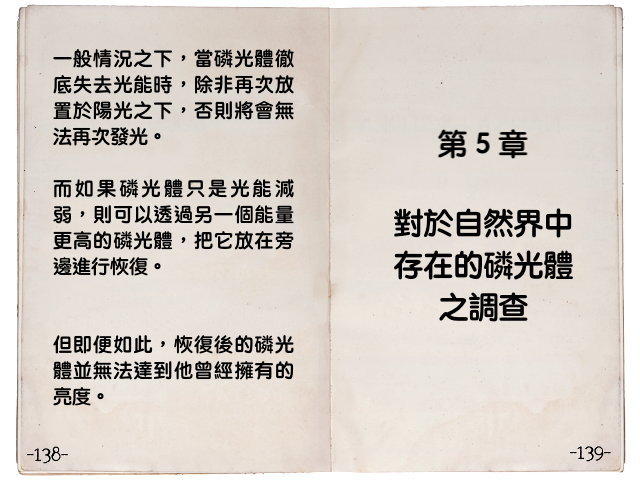 一般情況之下，當磷光體徹
底失去光能時，除非再次放
置於陽光之下，否則將會無
法再次發光。
而如果磷光體只是光能減
弱，則可以透過另一個能量
更高的磷光體，把它放在旁
邊進行恢復。
但即便如此，恢復後的磷光
體並無法達到他曾經擁有的
亮度。
-138-
第 5 章
對於自然界中
存在的磷光體
之調查
-139-